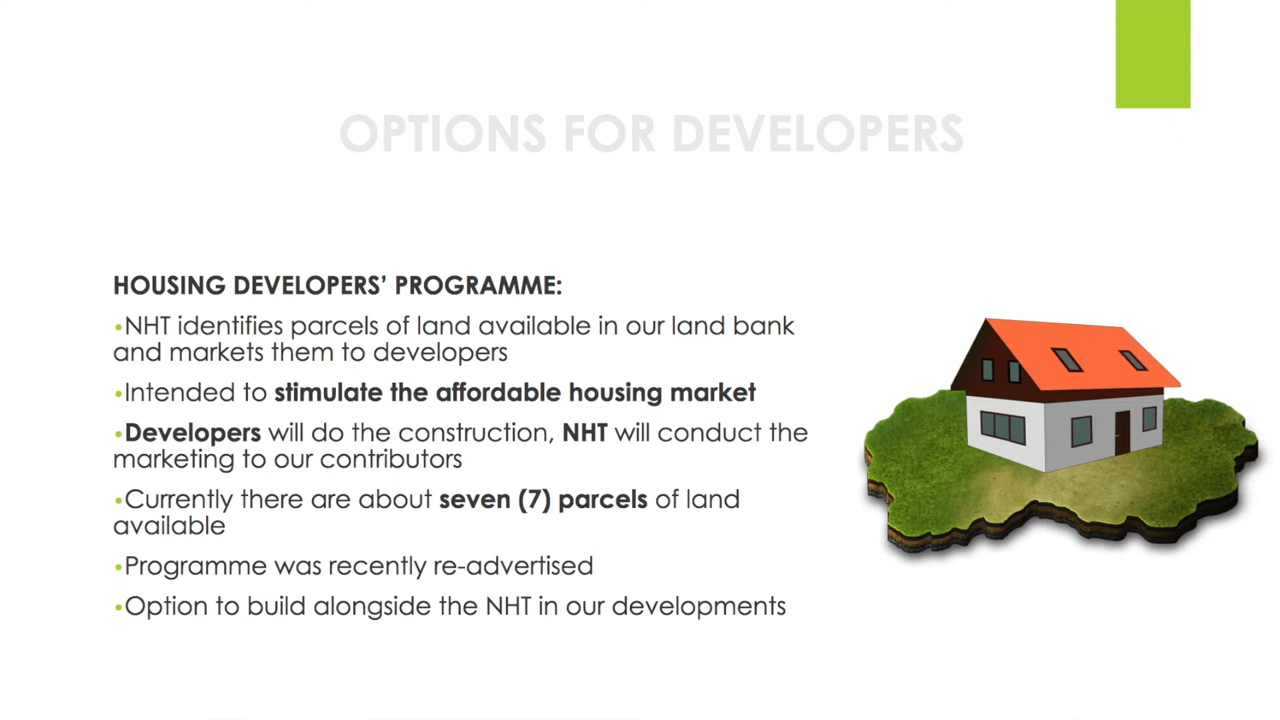 OPTIONS FOR DEVELOPERS
HOUSING DEVELOPERS’ PROGRAMME:
•NHT identifies parcels of land available in our land bank
and markets them to developers
•Intended to stimulate the affordable housing market
•Developers will do the construction, NHT will conduct the
marketing to our contributors
•Currently there are about seven (7) parcels of land
available
•Programme was recently re-advertised
•Option to build alongside the NHT in our developments